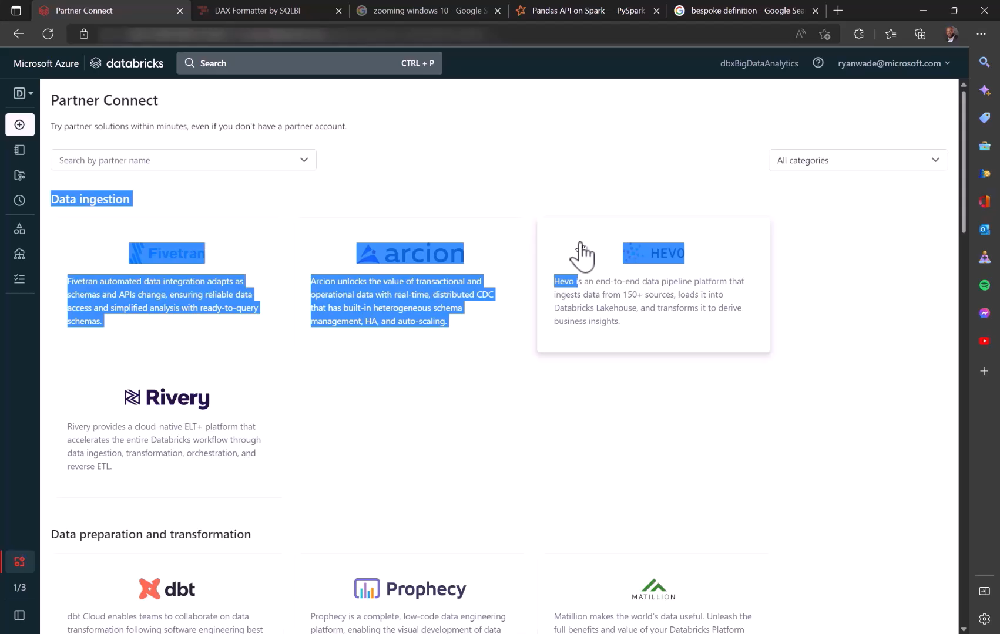 Partner Connect
DAX Formatter by SQLBI
zooming windows 10 - Google S
Pandas API on Spark — PySpark
bespoke definition - Google Sea
Microsoft Azure
databricks
Search
CTRL + P
dbxBigDataAnalytics
ryanwade@microsoft.com
D
Partner Connect
Try partner solutions within minutes, even if you don't have a partner account.
Search by partner name
All categories
Data ingestion
Fivetran
Fivetran automated data integration adapts as
schemas and APIs change, ensuring reliable data
access and simplified analysis with ready-to-query
schemas.
arcion
Arcion unlocks the value of transactional and
operational data with real-time, distributed CDC
that has built-in heterogeneous schema
management, HA, and auto-scaling.
HEVO
Hevo is an end-to-end data pipeline platform that
ingests data from 150+ sources, loads it into
Databricks Lakehouse, and transforms it to derive
business insights.
Rivery
Rivery provides a cloud-native ELT+ platform that
accelerates the entire Databricks workflow through
data ingestion, transformation, orchestration, and
reverse ETL.
Data preparation and transformation
dbt
dbt Cloud enables teams to collaborate on data
transformation following software engineering best
Prophecy
Prophecy is a complete, low-code data engineering
platform, enabling the visual development of data
MATILLION
Matillion makes the world's data useful. Unleash the
full benefits and value of your Databricks Platform
1/3